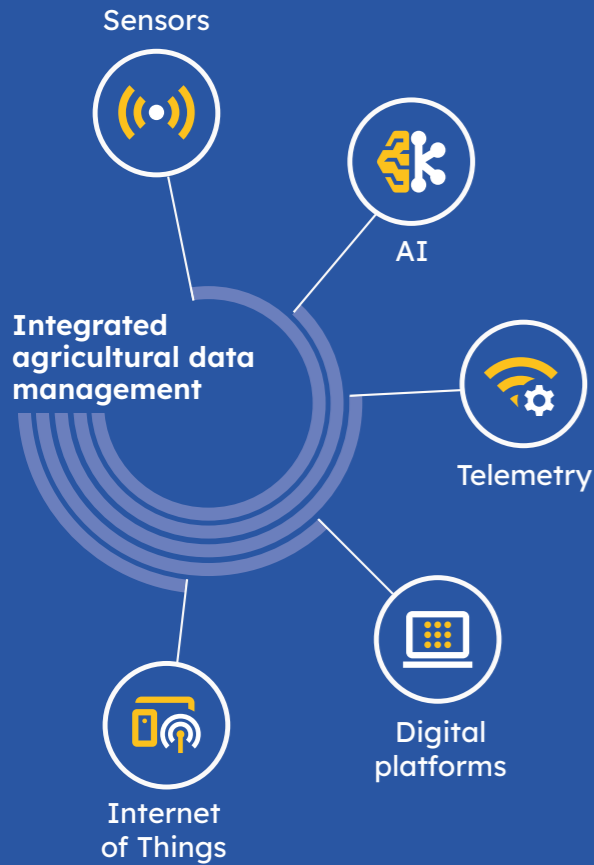 Sensors
AI
Integrated
agricultural data
management
Telemetry
Digital
platforms
Internet
of Things